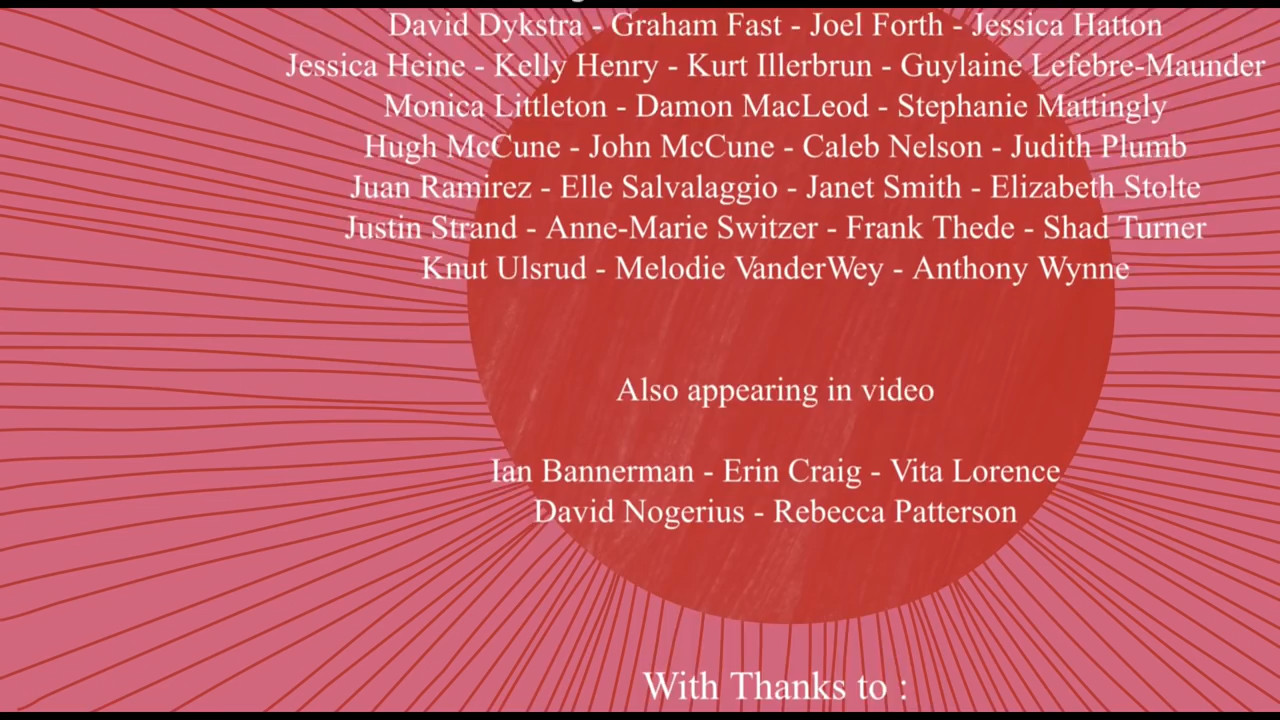 David Dykstra - Graham Fast - Joel Forth - Jessica Hatton
Jessica Heine - Kelly Henry - Kurt Illerbrun - Guylaine Lefebre-Maunder
Monica Littleton - Damon MacLeod - Stephanie Mattingly
Hugh McCune - John McCune - Caleb Nelson - Judith Plumb
Juan Ramirez - Elle Salvalaggio - Janet Smith - Elizabeth Stolte
Justin Strand - Anne-Marie Switzer - Frank Thede - Shad Turner
Knut Ulsrud - Melodie VanderWey - Anthony Wynne
Also appearing in video
Ian Bannerman - Erin Craig - Vita Lorence
David Nogerius - Rebecca Patterson
With Thanks to :